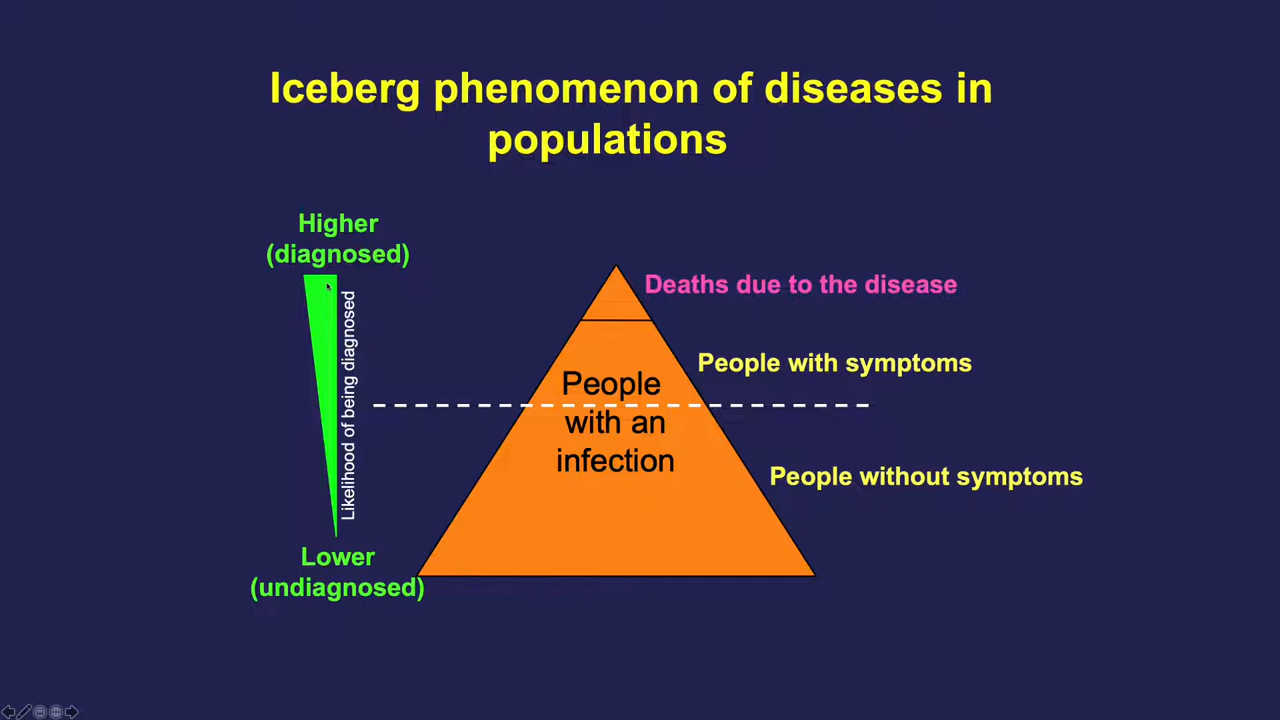 Iceberg phenomenon of diseases in
populations
Higher
(diagnosed)
Likelihood of being diagnosed
Lower
(undiagnosed)
Deaths due to the disease
People with symptoms
People
with an
infection
People without symptoms